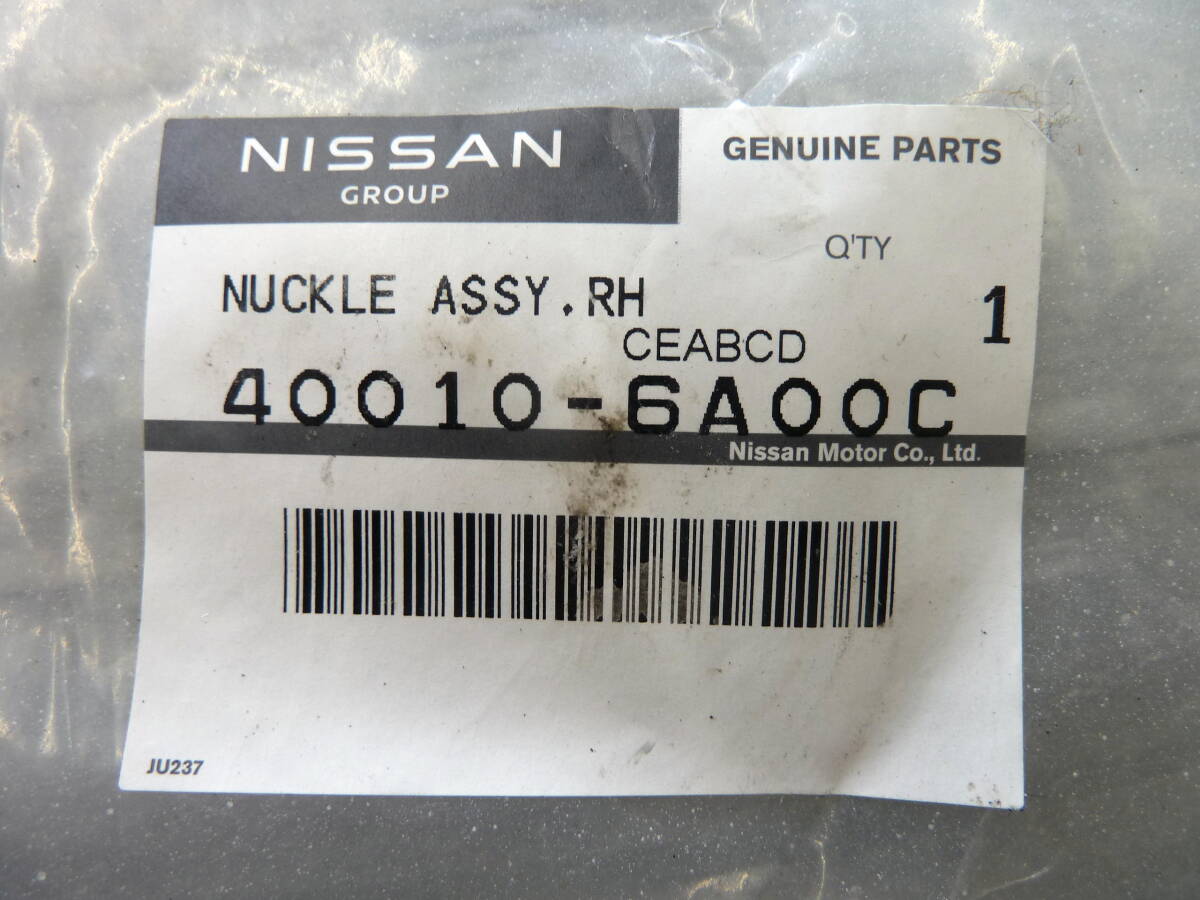 NISSAN
GROUP
GENUINE PARTS
Q'TY
NUCKLE ASSY.RH
1
CEABCD
40010-6A00C
Nissan Motor Co., Ltd.
JU237